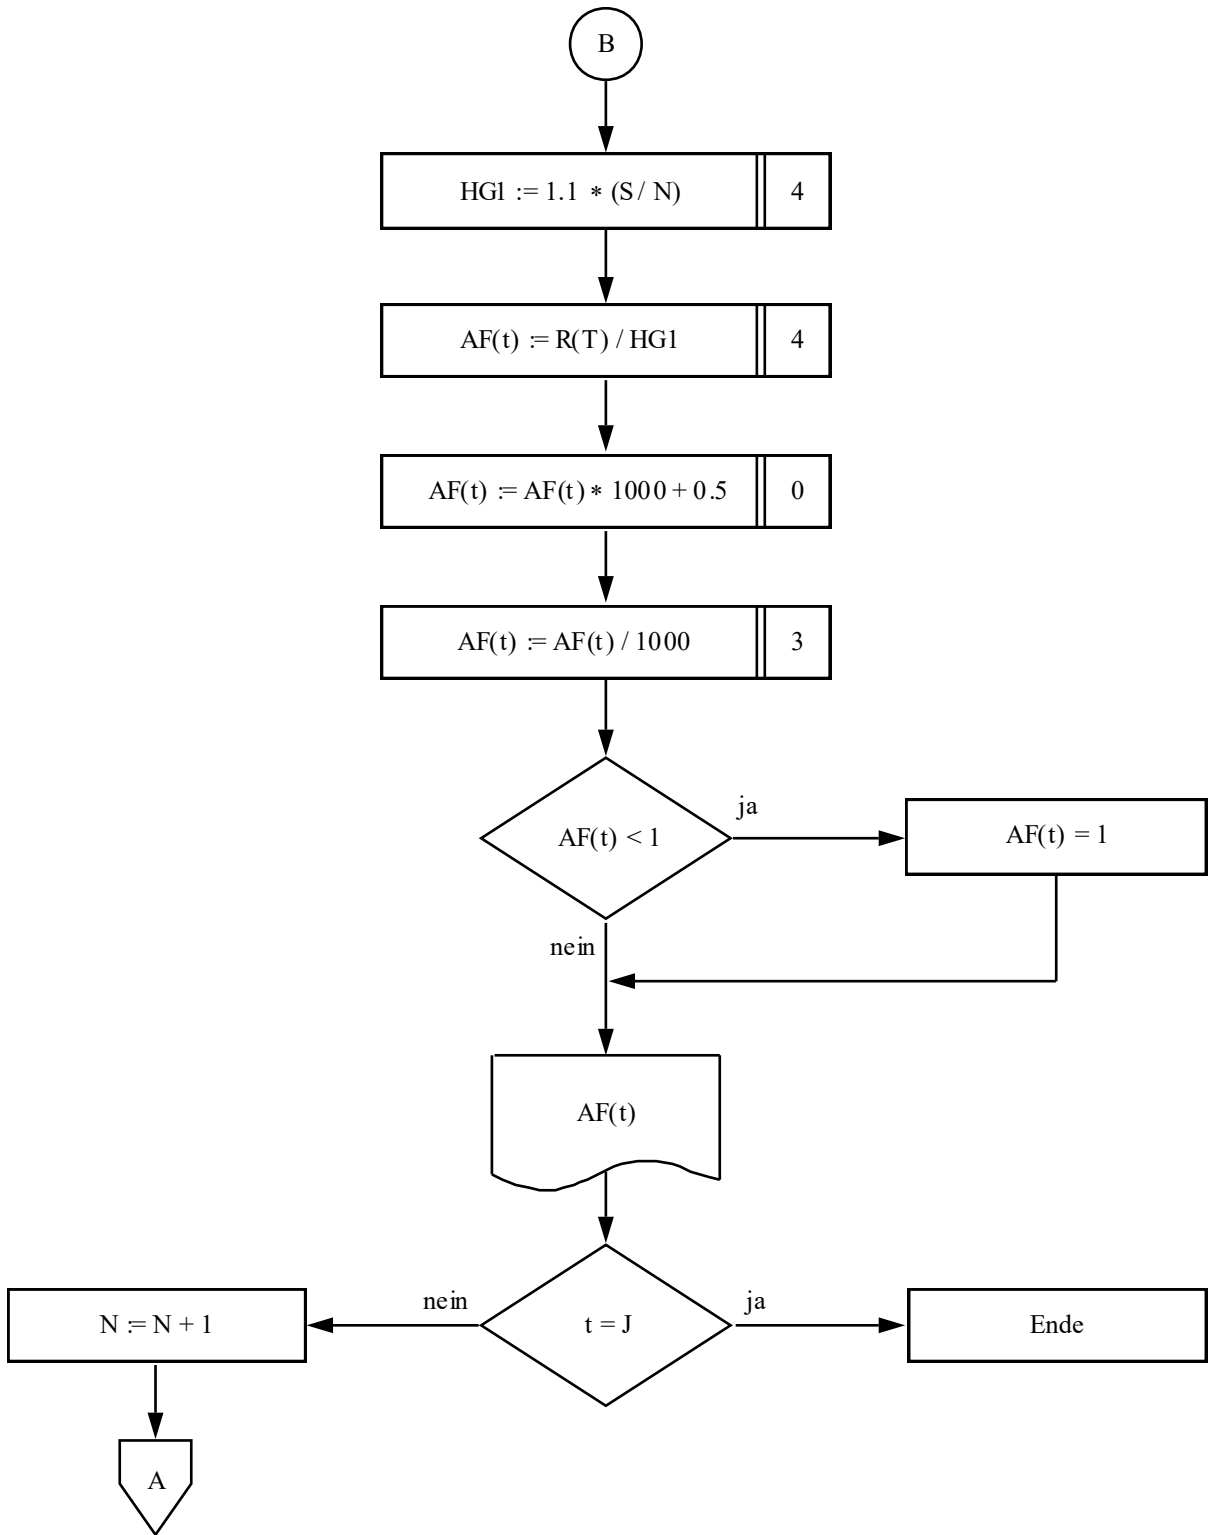 B
HG1 := 1.1 * (S / N) 4
AF(t) := R(T) / HG1 4
AF(t) := AF(t) * 1000 + 0.5 0
AF(t) := AF(t) / 1000 3
ja
AF(t) < 1
AF(t) = 1
nein
AF(t)
nein
ja
N := N + 1
t = J
Ende
A